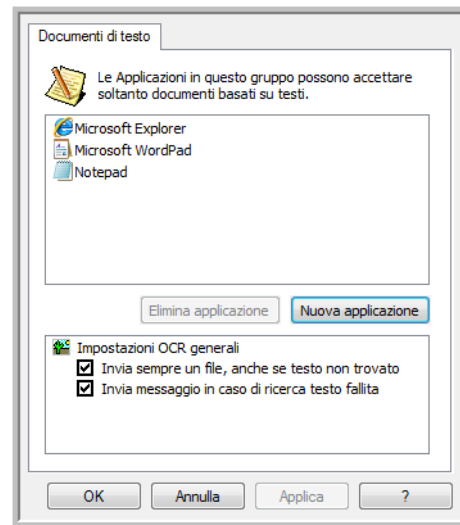 Documenti di testo
Le Applicazioni in questo gruppo possono accettare
soltanto documenti basati su testi.
Microsoft Explorer
Microsoft WordPad
Notepad
Elimina applicazione Nuova applicazione
Impostazioni OCR generali
Invia sempre un file, anche se testo non trovato
Invia messaggio in caso di ricerca testo fallita
OK Annulla Applica ?